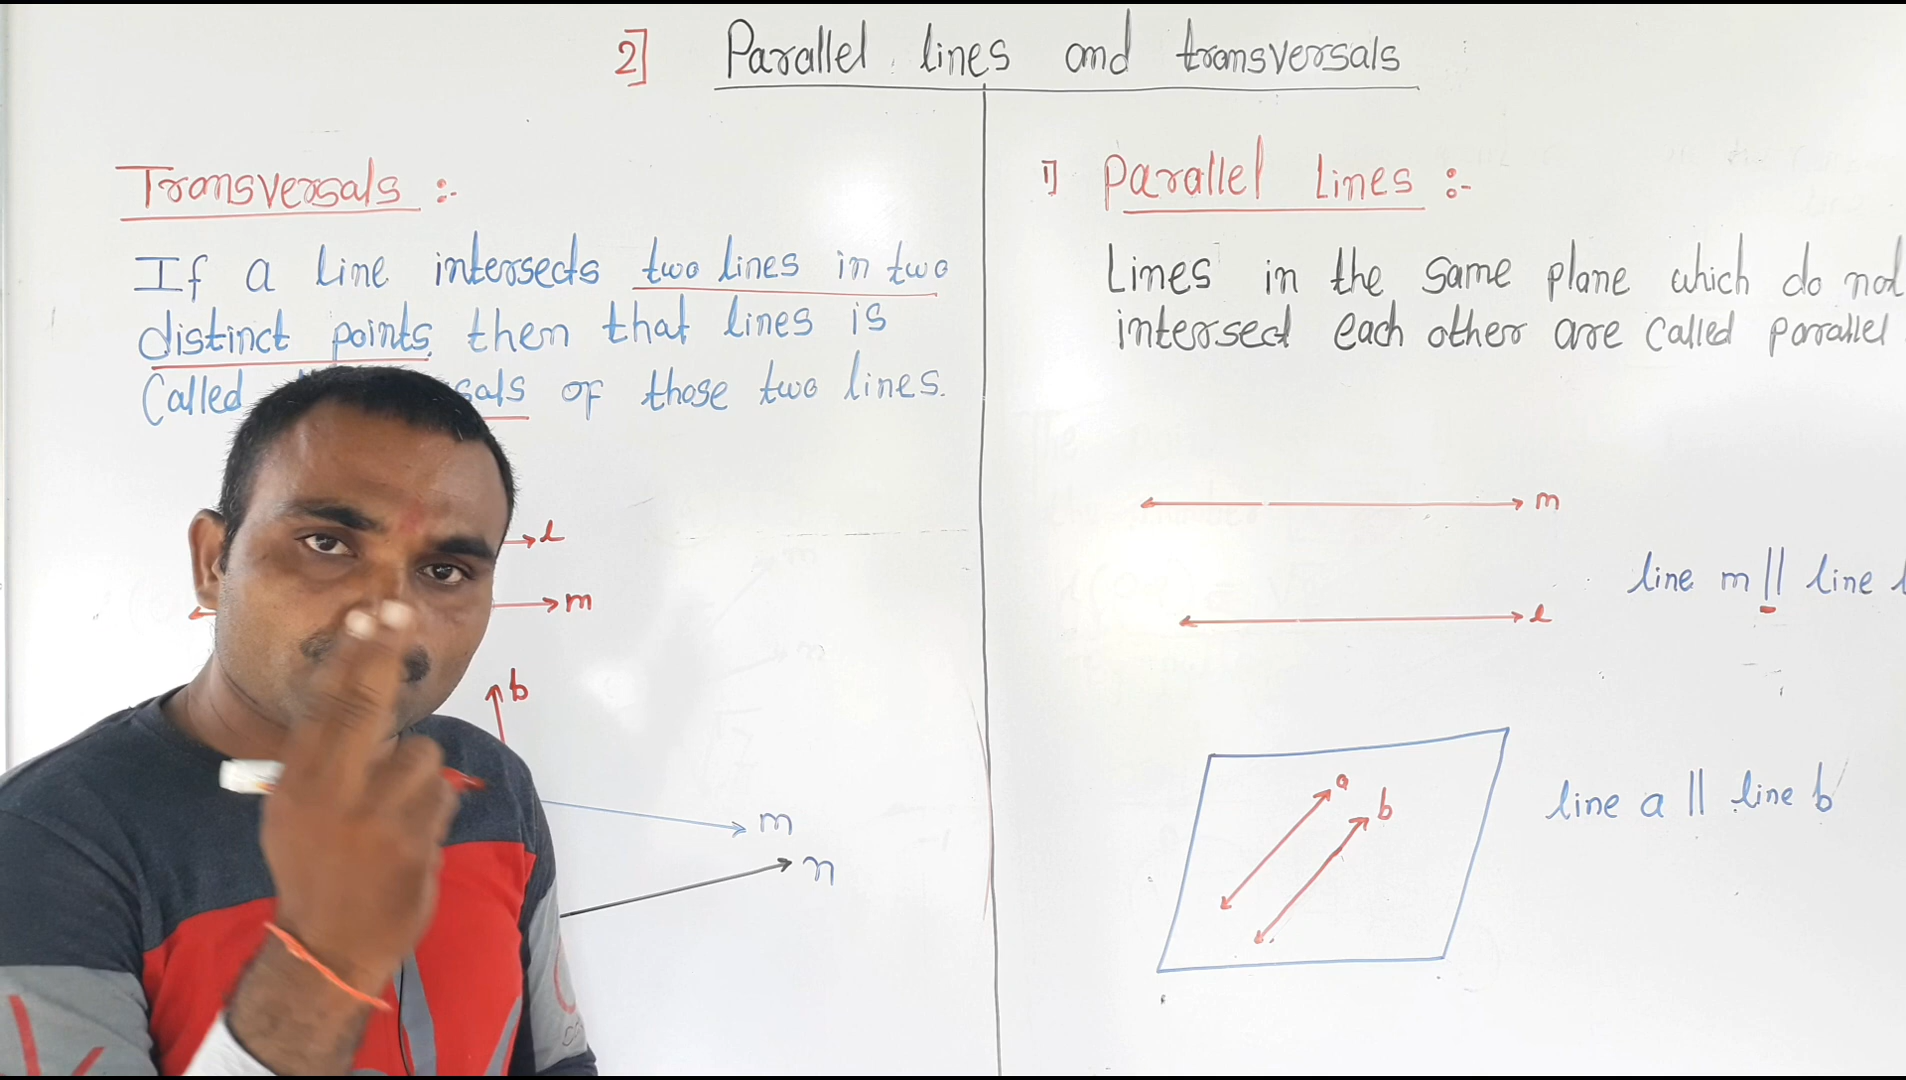 2] Parallel lines and transversals
Transversals :-
If a line intersects two lines in two
distinct points, then that lines is
Called sals of those two lines.
l
m
b
m
n
1] Parallel Lines :-
Lines in the same plane which do not
intersect each other are called parallel
m
line m || line l
l
a
b
line a || line b